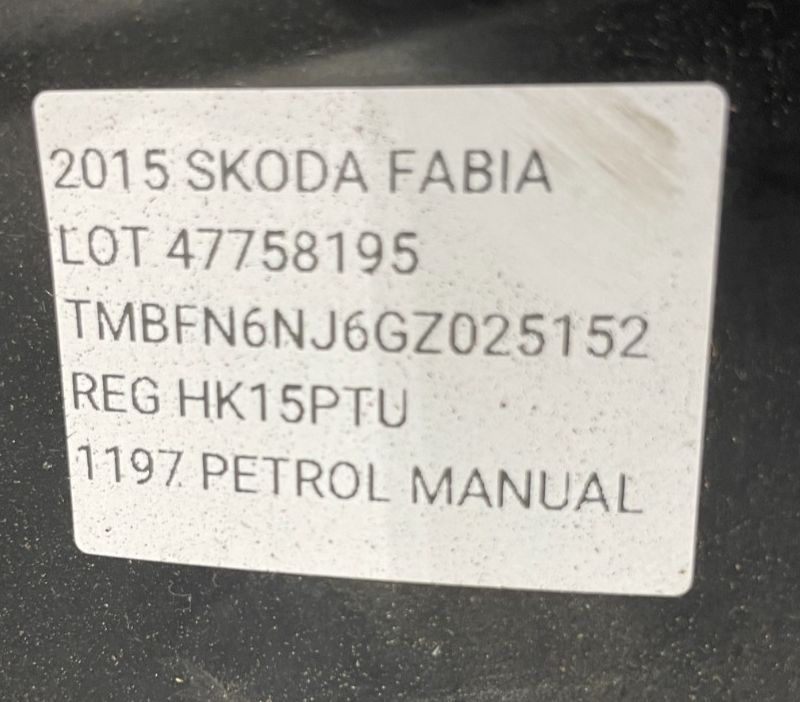 2015 SKODA FABIA
LOT 47758195
TMBFN6NJ6GZ025152
REG HK15PTU
1197 PETROL MANUAL